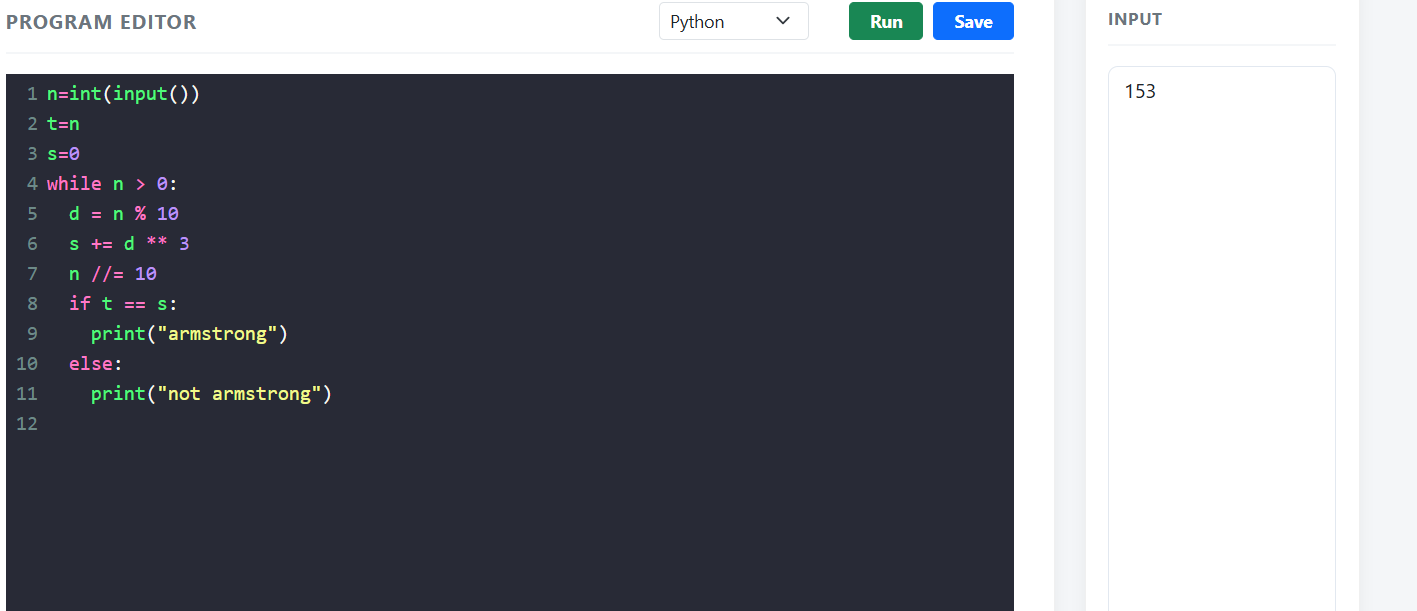 PROGRAM EDITOR
Python
Run
Save
1 n=int(input())
2 t=n
3 s=0
4 while n > 0:
5   d = n % 10
6   s += d ** 3
7   n //= 10
8   if t == s:
9     print("armstrong")
10   else:
11     print("not armstrong")
12
INPUT
153